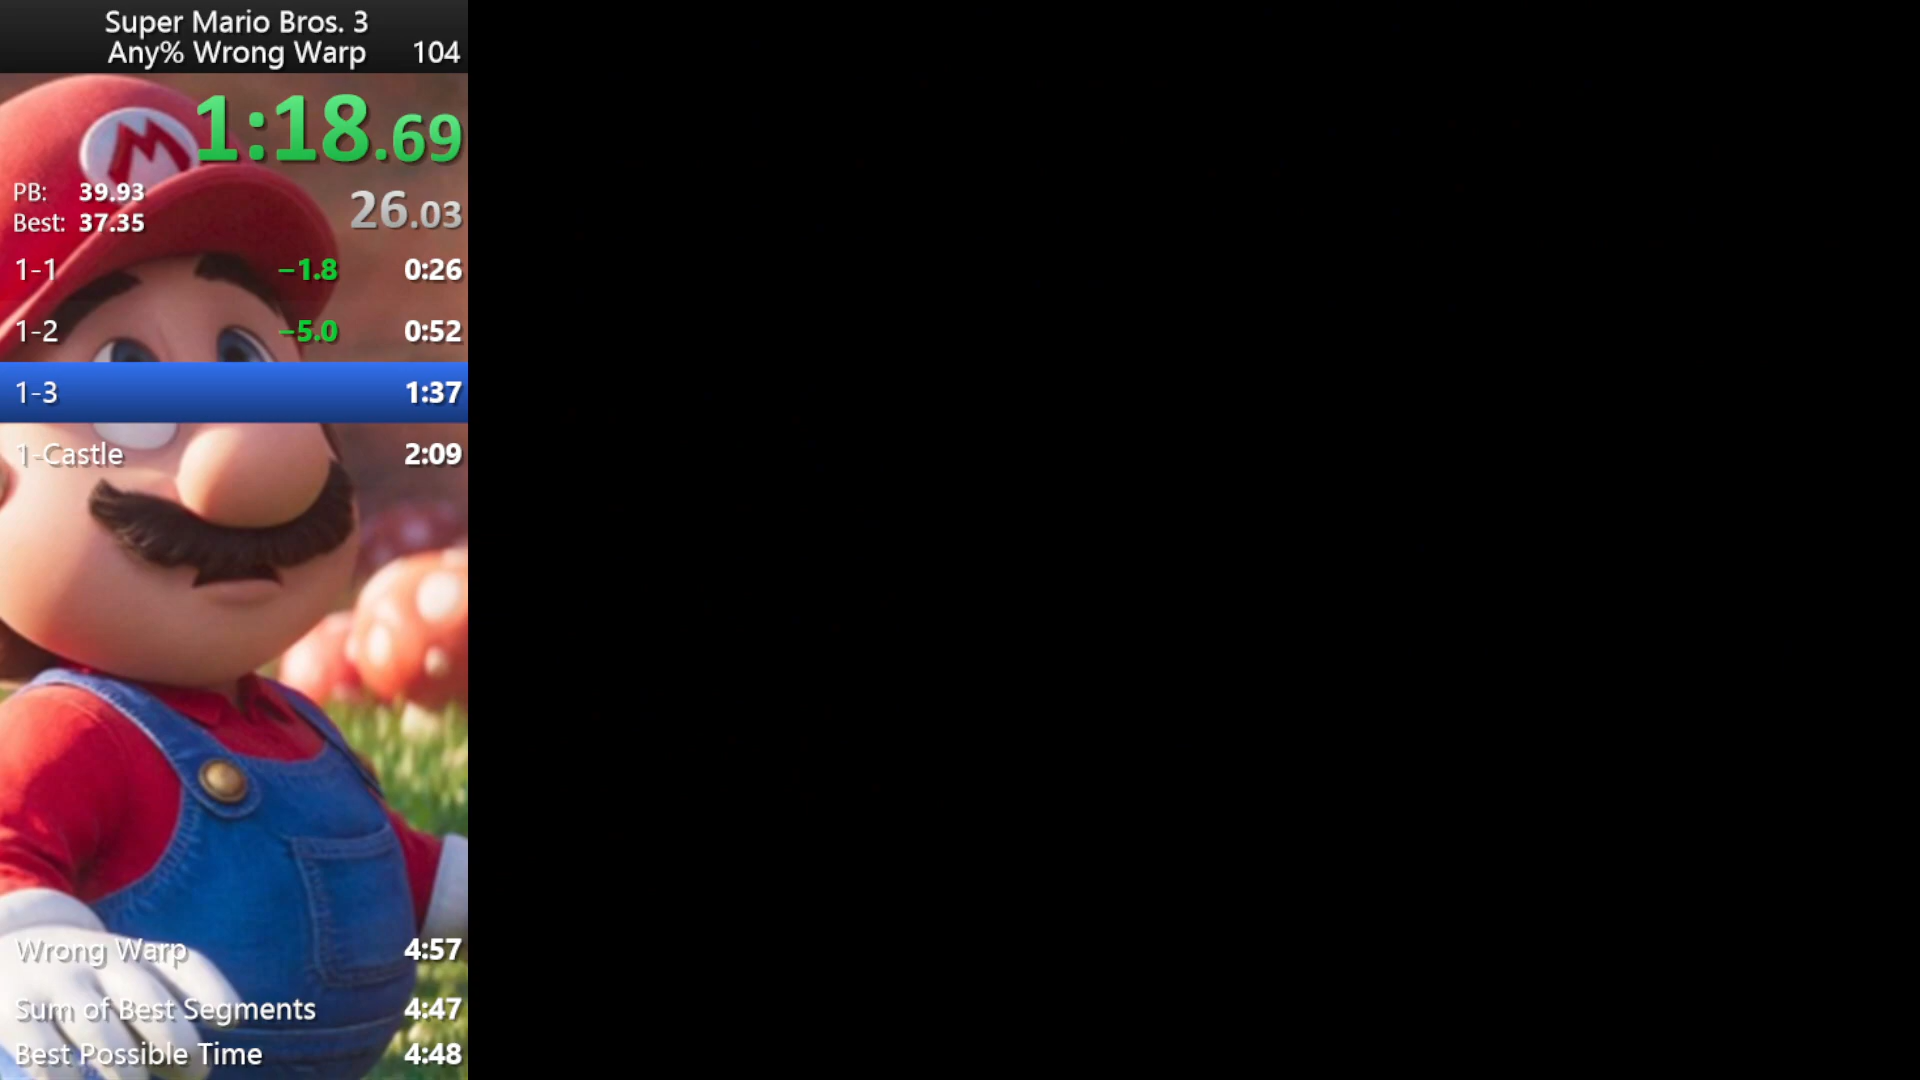 Super Mario Bros. 3
Any% Wrong Warp 104
M
1:18.69
PB: 39.93
26.03
Best: 37.35
1-1 −1.8 0:26
1-2 −5.0 0:52
1-3 1:37
1-Castle 2:09
Wrong Warp 4:57
Sum of Best Segments 4:47
Best Possible Time 4:48